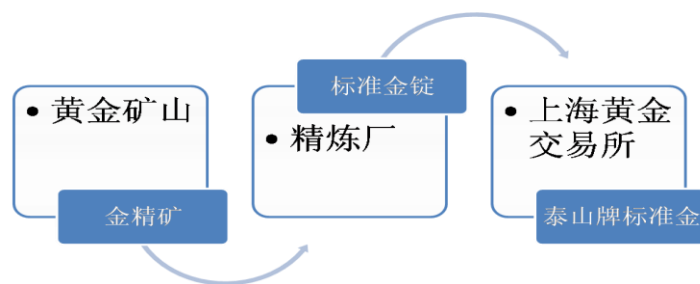 • 黄金矿山
金精矿
标准金锭
• 精炼厂
• 上海黄金
交易所
泰山牌标准金